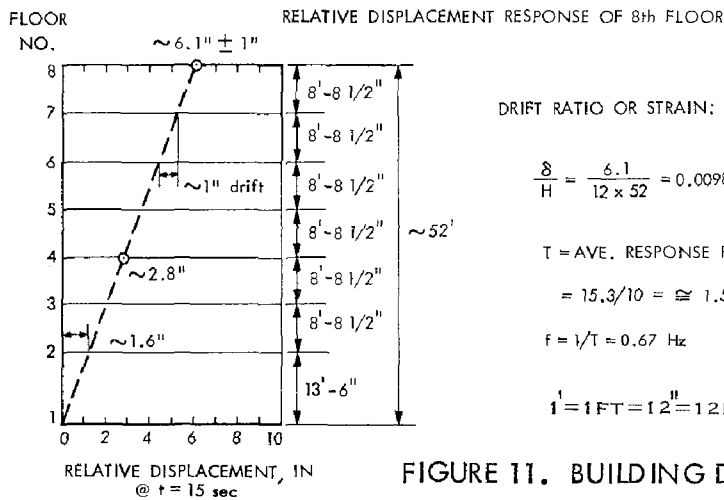 RELATIVE DISPLACEMENT RESPONSE OF 8th FLOOR
FLOOR
NO.
~6.1" ± 1"
8
7
6
5
4
3
2
1
~1" drift
~2.8"
~1.6"
0 2 4 6 8 10
RELATIVE DISPLACEMENT, IN
@ t = 15 sec
8'-8 1/2"
8'-8 1/2"
8'-8 1/2"
8'-8 1/2"
8'-8 1/2"
8'-8 1/2"
13'-6"
~52'
DRIFT RATIO OR STRAIN:
δ/H = 6.1/(12 x 52) = 0.0098
T = AVE. RESPONSE
= 15.3/10 = ≅ 1.5
f = 1/T = 0.67 Hz
1' = 1 FT = 12" = 12
FIGURE 11. BUILDING